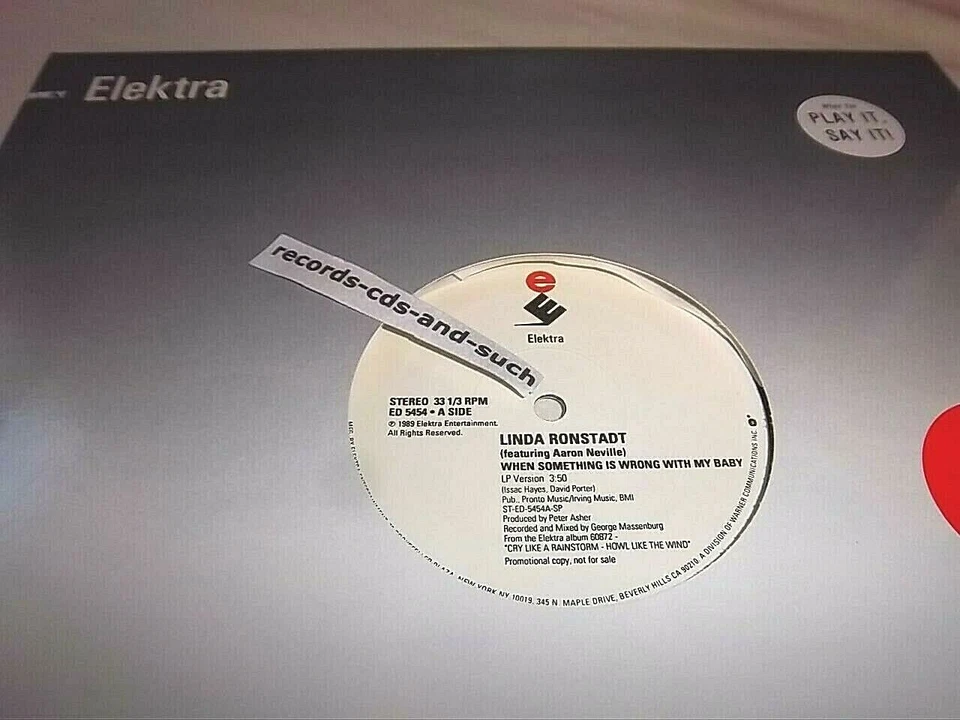 Elektra
PLAY IT,
SAY IT!
records-cds-and-such
Elektra
STEREO 33 1/3 RPM
ED 5454 • A SIDE
℗ 1989 Elektra Entertainment.
All Rights Reserved.
LINDA RONSTADT
(featuring Aaron Neville)
WHEN SOMETHING IS WRONG WITH MY BABY
LP Version 3:50
(Issac Hayes, David Porter)
Pub., Pronto Music/Irving Music, BMI
ST-ED-5454A-SP
Produced by Peter Asher
Recorded and Mixed by George Massenburg
From the Elektra album 60872 -
"CRY LIKE A RAINSTORM - HOWL LIKE THE WIND"
Promotional copy, not for sale
NEW YORK NY 10019, 345 N MAPLE DRIVE, BEVERLY HILLS CA 90210, A DIVISION OF WARNER COMMUNICATIONS INC.